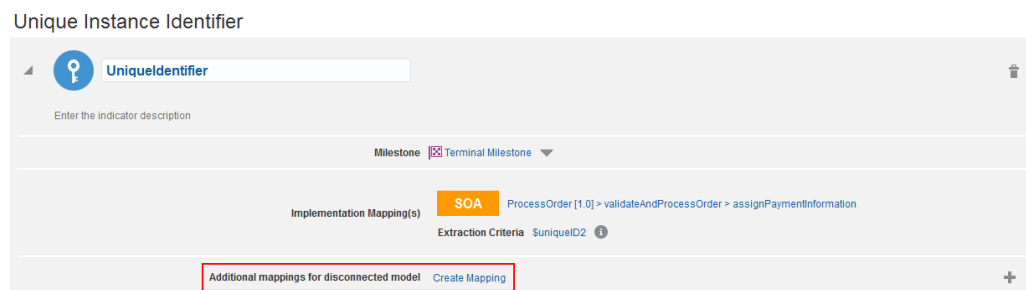 Unique Instance Identifier
UniqueIdentifier
Enter the indicator description
Milestone Terminal Milestone
Implementation Mapping(s) SOA ProcessOrder [1.0] > validateAndProcessOrder > assignPaymentInformation
Extraction Criteria $uniqueID2
Additional mappings for disconnected model Create Mapping